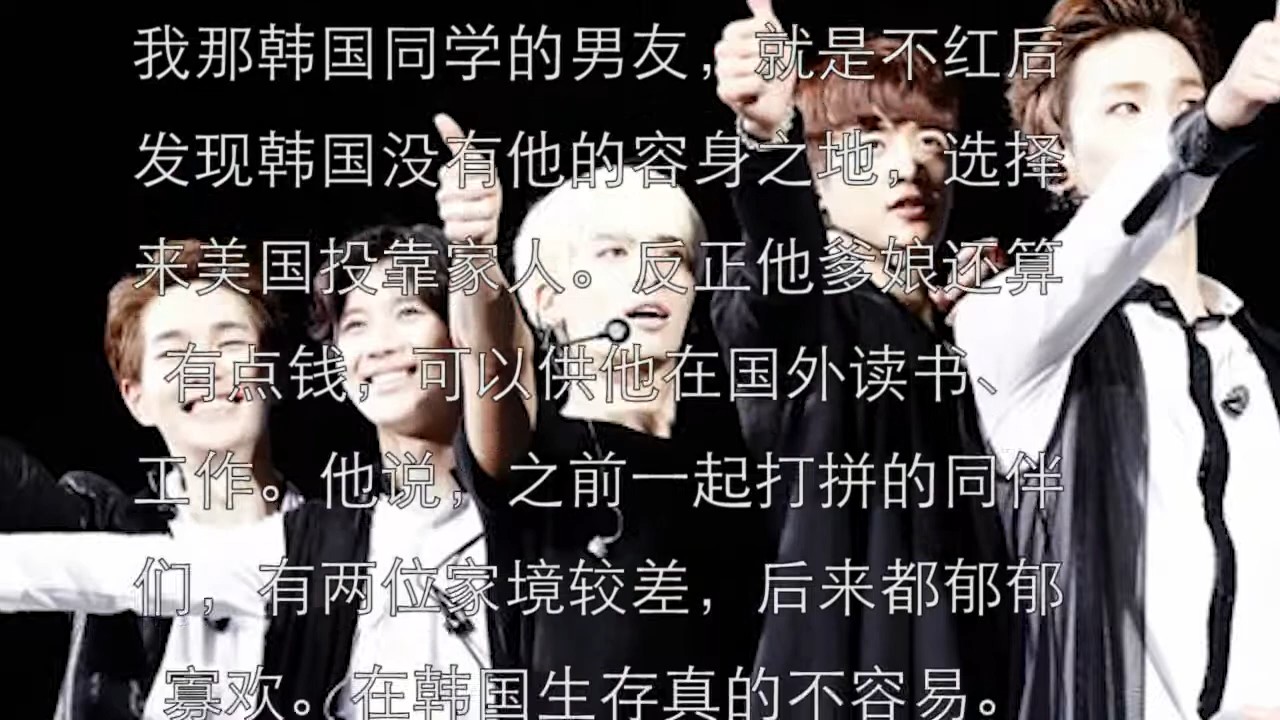 我那韩国同学的男友，就是不红后
发现韩国没有他的容身之地，选择
来美国投靠家人。反正他爹娘还算
有点钱，可以供他在国外读书、
工作。他说，之前一起打拼的同伴
们，有两位家境较差，后来都郁郁
寡欢。在韩国生存真的不容易。